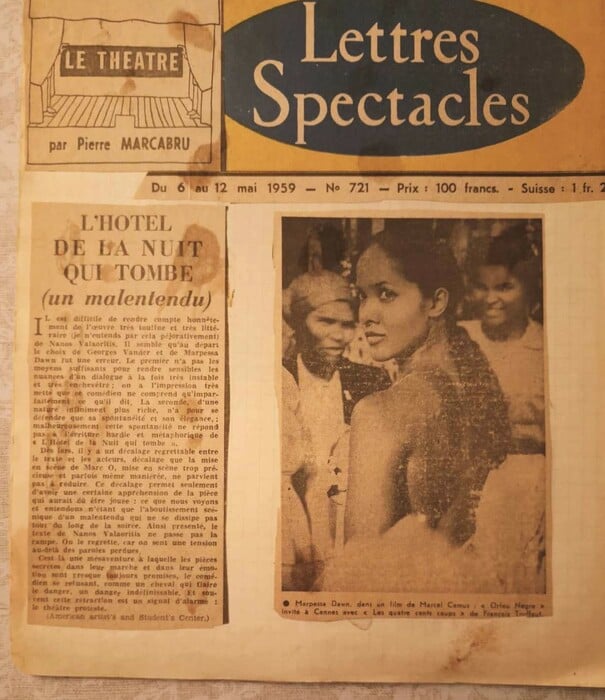 LE THEATRE
par Pierre MARCABRU
Lettres
Spectacles
Du 6 au 12 mai 1959 — No 721 — Prix : 100 francs. - Suisse : 1 fr. 2
L'HOTEL
DE LA NUIT
QUI TOMBE
(un malentendu)
IL est difficile de rendre compte honnê-
tement de l'œuvre très touffue et très litté-
raire (je n'entends par cela péjorativement)
de Nanos Valaoritis. Il semble qu'au départ
le choix de Georges Vander et de Marpessa
Dawn fut une erreur. Le premier n'a pas les
moyens suffisants pour rendre sensibles les
nuances d'un dialogue à la fois très instable
et très enchevêtré ; on a l'impression très
nette que ce comédien ne comprend qu'impar-
faitement ce qu'il dit. La seconde, d'une
nature infiniment plus riche, n'a pour se
défendre que sa spontanéité et son élégance ;
malheureusement cette spontanéité ne répond
pas à l'écriture hardie et métaphorique de
« L'Hôtel de la Nuit qui tombe ».
Dès lors, il y a un décalage regrettable entre
le texte et les acteurs, décalage que la mise
en scène de Marc O, mise en scène trop pré-
cieuse et parfois même maniérée, ne parvient
pas à réduire. Ce décalage permet seulement
d'avoir une certaine appréhension de la pièce
qui aurait dû être jouée : ce que nous voyons
et entendons n'étant que l'aboutissement scé-
nique d'un malentendu qui ne se dissipe pas
tout du long de la soirée. Ainsi présenté, le
texte de Nanos Valaoritis ne passe pas la
rampe. On le regrette, car on sent une tension
au-delà des paroles perdues.
C'est là une mésaventure à laquelle les pièces
secrètes dans leur marche et dans leur émo-
tion sont presque toujours promises, le comé-
dien se refusant, comme un cheval qui flaire
le danger, un danger indéfinissable. Et sou-
vent cette rétraction est un signal d'alarme :
le théâtre proteste.
(American artist's and Student's Center.)
● Marpessa Dawn, dans un film de Marcel Camus : « Orfeu Negro »
invité à Cannes avec « Les quatre cents coups » de François Truffaut.